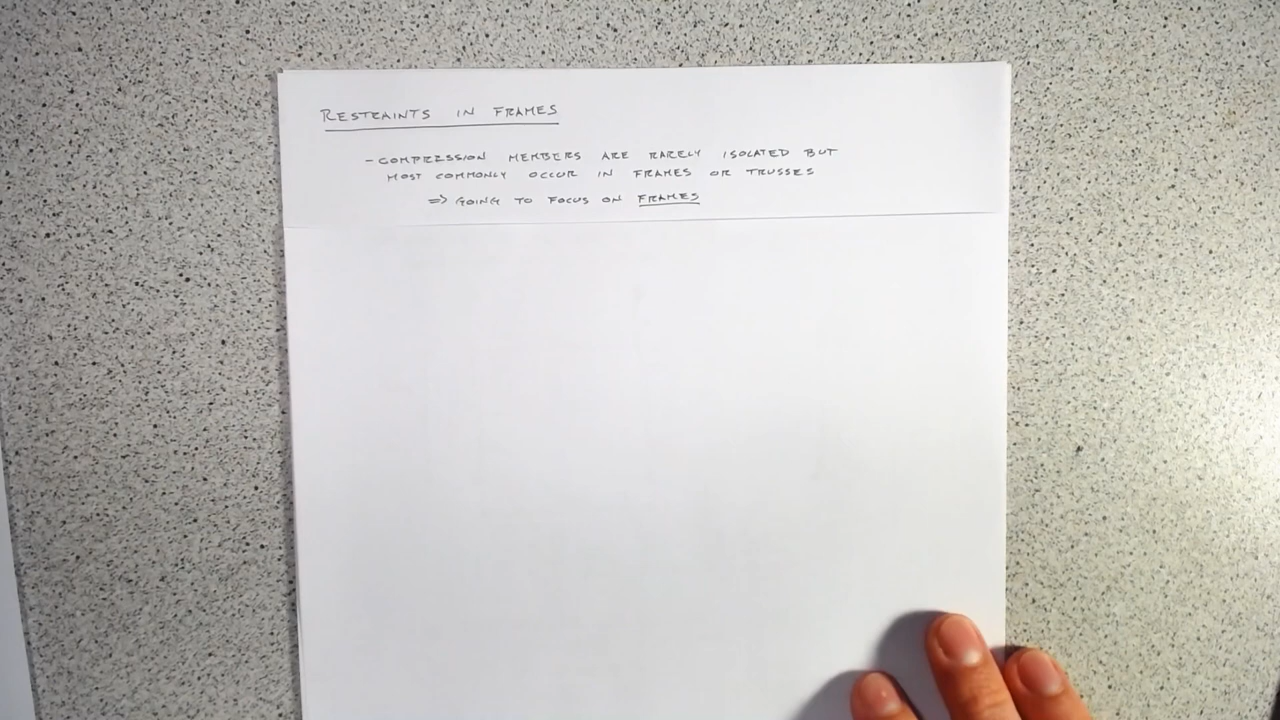 RESTRAINTS IN FRAMES
- COMPRESSION MEMBERS ARE RARELY ISOLATED BUT
MOST COMMONLY OCCUR IN FRAMES OR TRUSSES
=> GOING TO FOCUS ON FRAMES